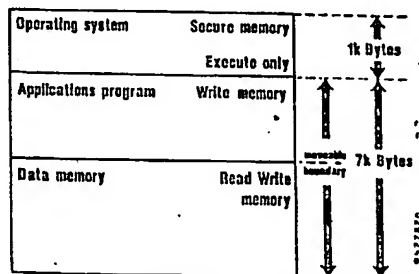 Operating system Secure memory
1k Bytes
Execute only
Applications program Write memory
moveable
boundary
7k Bytes
Data memory Read Write
memory